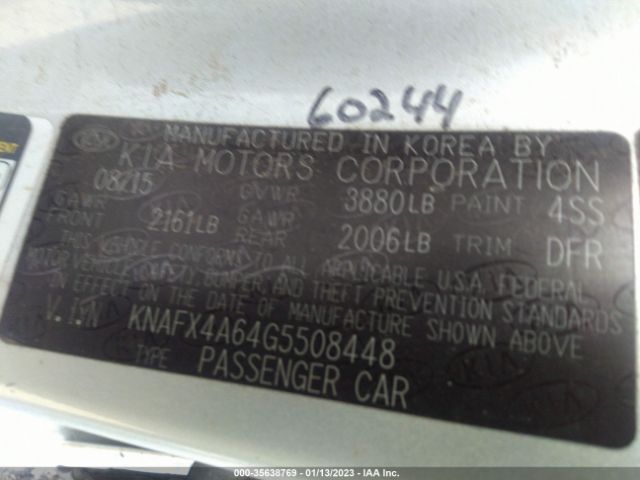 60244
MANUFACTURED IN KOREA BY
KIA MOTORS CORPORATION
08/15 GVWR 3880LB PAINT 4SS
GAWR FRONT 2161LB GAWR REAR 2006LB TRIM DFR
THIS VEHICLE CONFORMS TO ALL APPLICABLE U.S.A. FEDERAL
MOTOR VEHICLE SAFETY, BUMPER, AND THEFT PREVENTION STANDARDS
IN EFFECT ON THE DATE OF MANUFACTURE SHOWN ABOVE
V.I.N KNAFX4A64G5508448
TYPE PASSENGER CAR
KIA
000-35638769 - 01/13/2023 - IAA Inc.